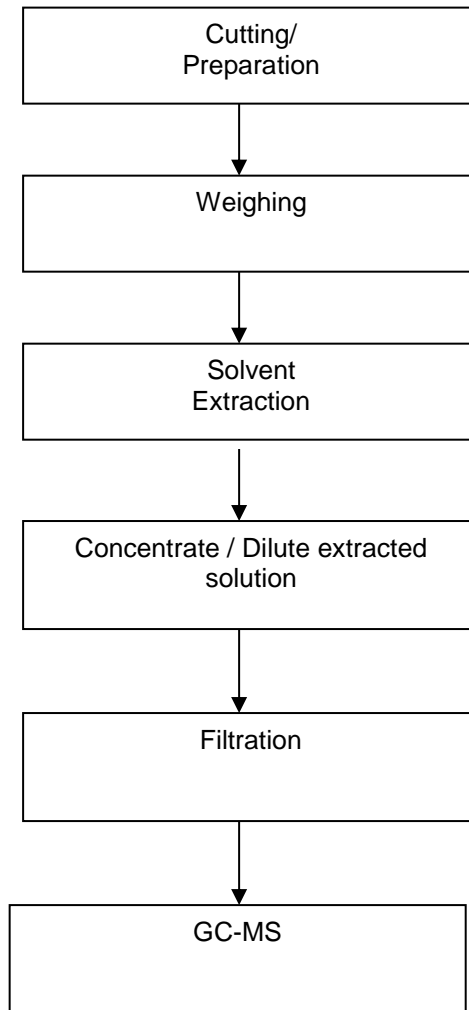 Cutting/
Preparation
Weighing
Solvent
Extraction
Concentrate / Dilute extracted
solution
Filtration
GC-MS